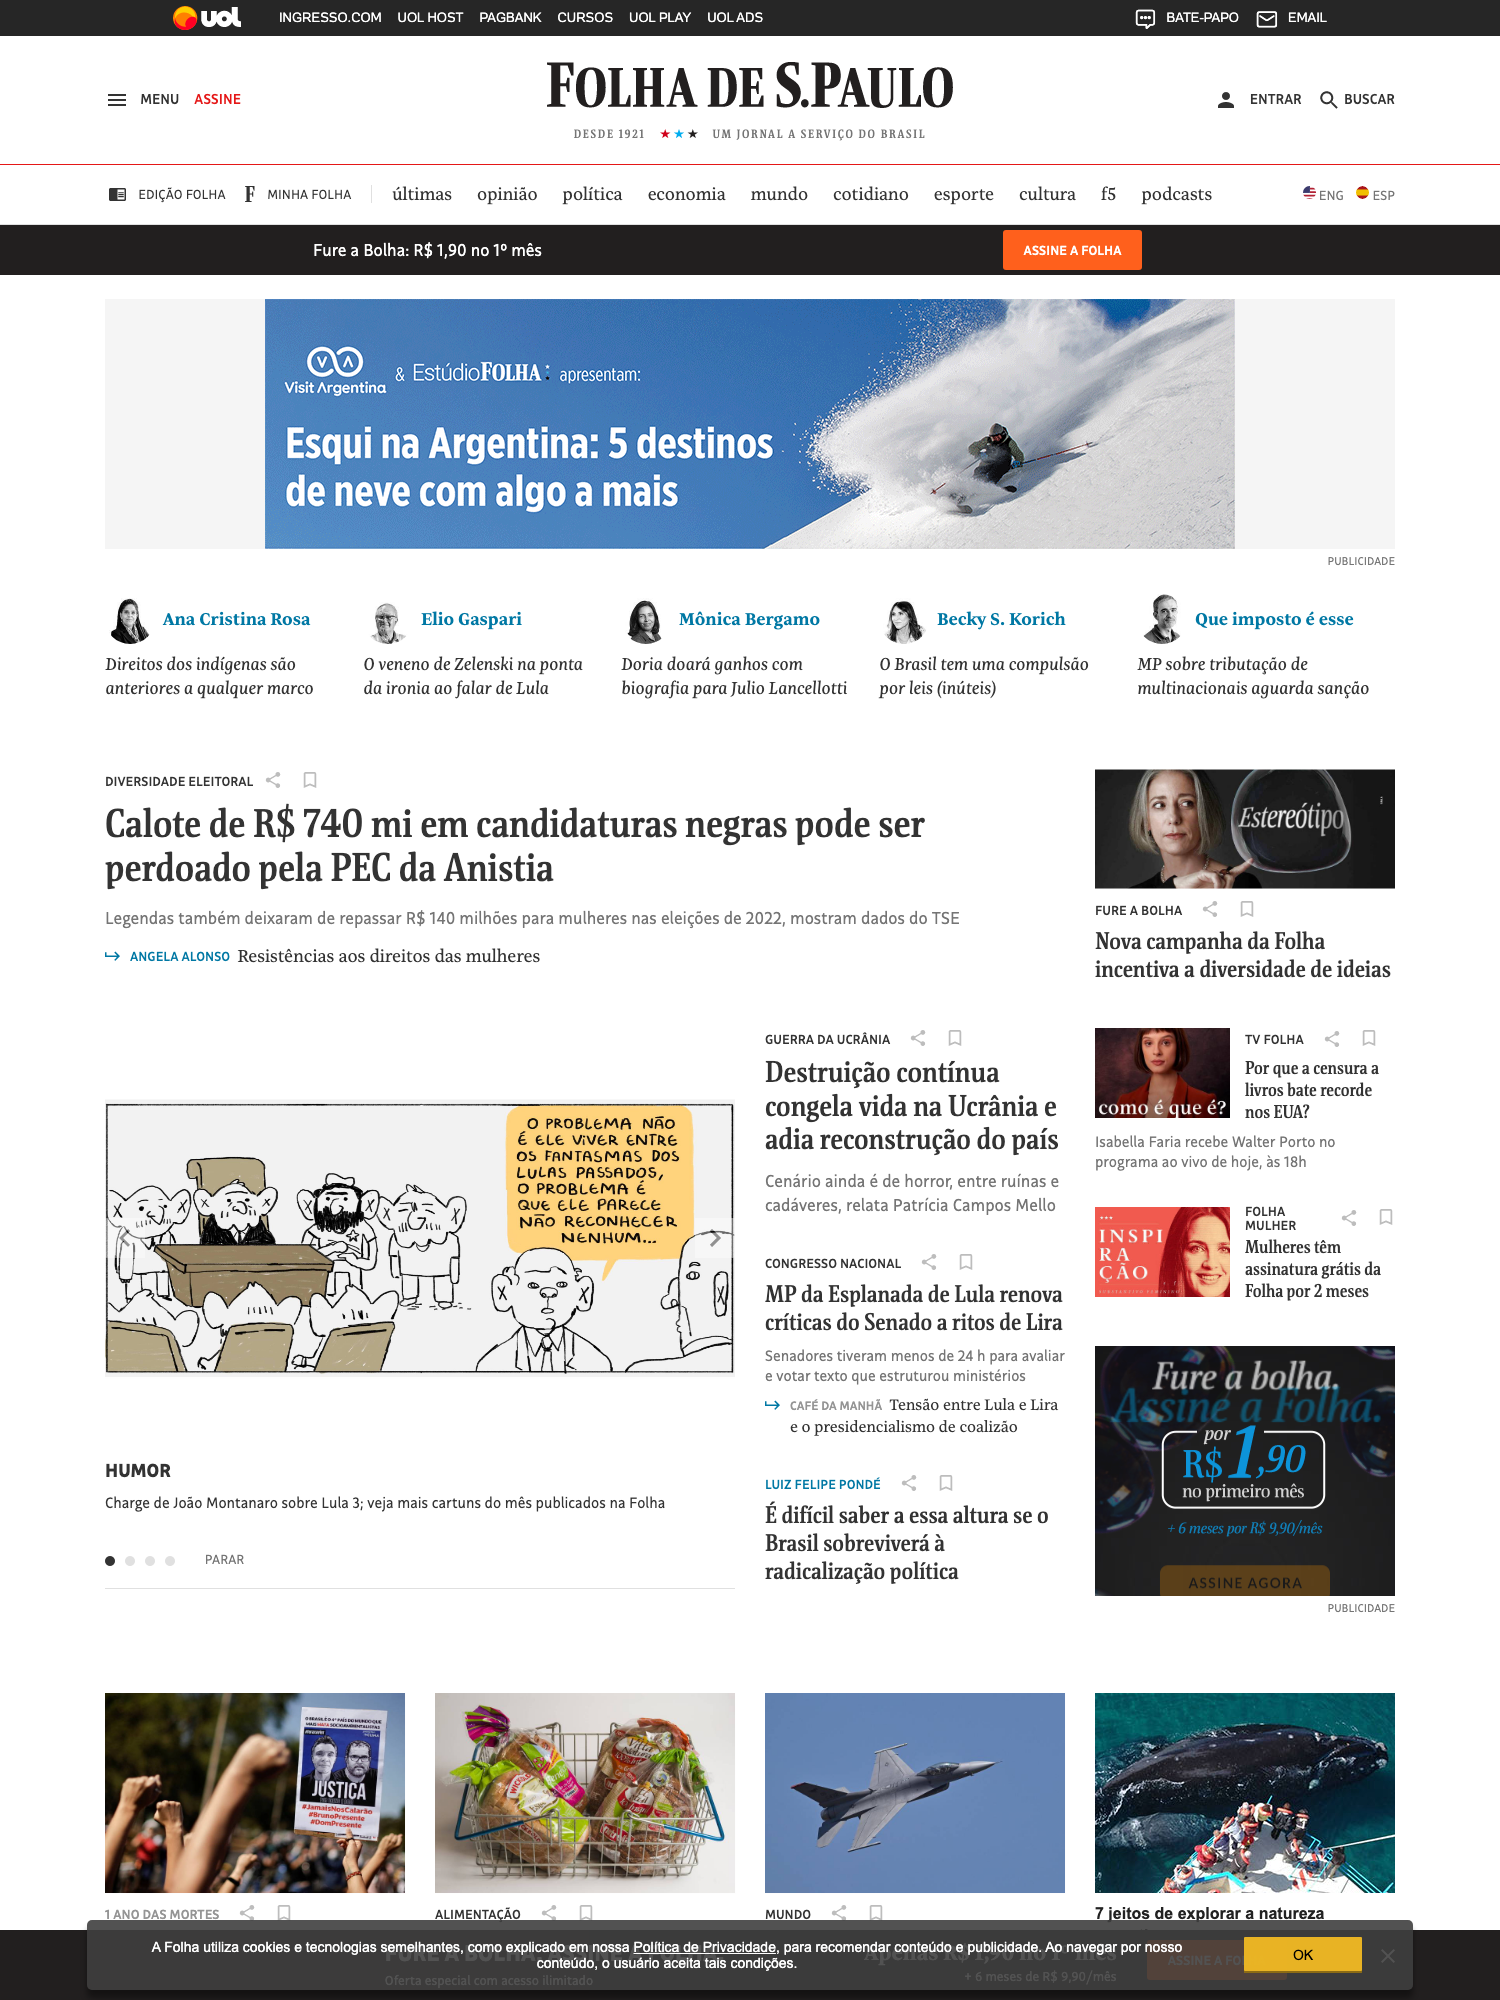 uol INGRESSO.COM UOL HOST PAGBANK CURSOS UOL PLAY UOL ADS BATE-PAPO EMAIL
MENU ASSINE
FOLHA DE S.PAULO
DESDE 1921 ★★★ UM JORNAL A SERVIÇO DO BRASIL
ENTRAR BUSCAR
EDIÇÃO FOLHA F MINHA FOLHA últimas opinião política economia mundo cotidiano esporte cultura f5 podcasts ENG ESP
Fure a Bolha: R$ 1,90 no 1º mês ASSINE A FOLHA
Visit Argentina & Estúdio FOLHA apresentam:
Esqui na Argentina: 5 destinos
de neve com algo a mais
PUBLICIDADE
Ana Cristina Rosa
Direitos dos indígenas são
anteriores a qualquer marco
Elio Gaspari
O veneno de Zelenski na ponta
da ironia ao falar de Lula
Mônica Bergamo
Doria doará ganhos com
biografia para Julio Lancellotti
Becky S. Korich
O Brasil tem uma compulsão
por leis (inúteis)
Que imposto é esse
MP sobre tributação de
multinacionais aguarda sanção
DIVERSIDADE ELEITORAL
Calote de R$ 740 mi em candidaturas negras pode ser
perdoado pela PEC da Anistia
Legendas também deixaram de repassar R$ 140 milhões para mulheres nas eleições de 2022, mostram dados do TSE
ANGELA ALONSO Resistências aos direitos das mulheres
Estereótipo
FURE A BOLHA
Nova campanha da Folha
incentiva a diversidade de ideias
O PROBLEMA NÃO
É ELE VIVER ENTRE
OS FANTASMAS DOS
LULAS PASSADOS,
O PROBLEMA É
QUE ELE PARECE
NÃO RECONHECER
NENHUM...
HUMOR
Charge de João Montanaro sobre Lula 3; veja mais cartuns do mês publicados na Folha
PARAR
GUERRA DA UCRÂNIA
Destruição contínua
congela vida na Ucrânia e
adia reconstrução do país
Cenário ainda é de horror, entre ruínas e
cadáveres, relata Patrícia Campos Mello
CONGRESSO NACIONAL
MP da Esplanada de Lula renova
críticas do Senado a ritos de Lira
Senadores tiveram menos de 24 h para avaliar
e votar texto que estruturou ministérios
CAFÉ DA MANHÃ Tensão entre Lula e Lira
e o presidencialismo de coalizão
LUIZ FELIPE PONDÉ
É difícil saber a essa altura se o
Brasil sobreviverá à
radicalização política
como é que é?
TV FOLHA
Por que a censura a
livros bate recorde
nos EUA?
Isabella Faria recebe Walter Porto no
programa ao vivo de hoje, às 18h
INSPI
RA
ÇÃO
FOLHA
MULHER
Mulheres têm
assinatura grátis da
Folha por 2 meses
Fure a bolha.
Assine a Folha.
por
R$ 1,90
no primeiro mês
+ 6 meses por R$ 9,90/mês
ASSINE AGORA
PUBLICIDADE
JUSTIÇA
#JamaisNosCalarão
#BrunoPresente
#DomPresente
1 ANO DAS MORTES
ALIMENTAÇÃO
MUNDO
7 jeitos de explorar a natureza
A Folha utiliza cookies e tecnologias semelhantes, como explicado em nossa Política de Privacidade, para recomendar conteúdo e publicidade. Ao navegar por nosso
conteúdo, o usuário aceita tais condições.
OK
Oferta especial com acesso ilimitado
+ 6 meses de R$ 9,90/mês